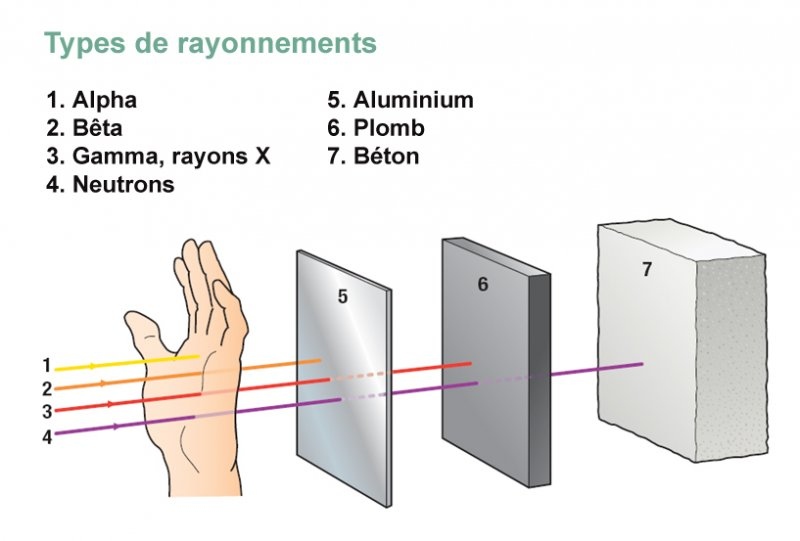 Types de rayonnements
1. Alpha
2. Bêta
3. Gamma, rayons X
4. Neutrons
5. Aluminium
6. Plomb
7. Béton
1
2
3
4
5
6
7